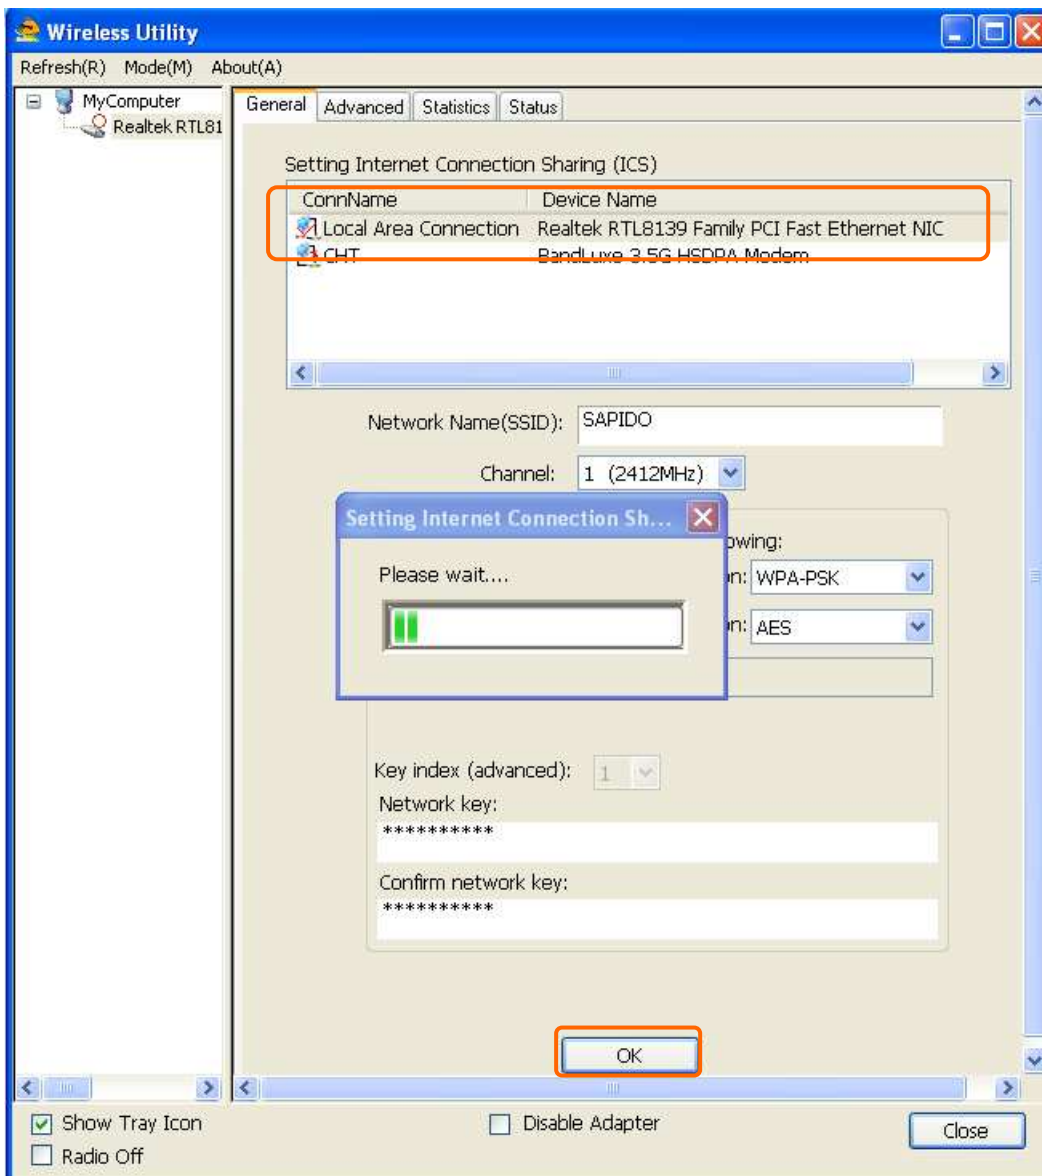 Wireless Utility
Refresh(R) Mode(M) About(A)
MyComputer
Realtek RTL81
General Advanced Statistics Status
Setting Internet Connection Sharing (ICS)
ConnName Device Name
Local Area Connection Realtek RTL8139 Family PCI Fast Ethernet NIC
CHT BandLuxe 3.5G HSDPA Modem
Network Name(SSID): SAPIDO
Channel: 1 (2412MHz)
Setting Internet Connection Sh...
owing:
Please wait....
on: WPA-PSK
on: AES
Key index (advanced): 1
Network key:
**********
Confirm network key:
**********
OK
Show Tray Icon Disable Adapter Close
Radio Off